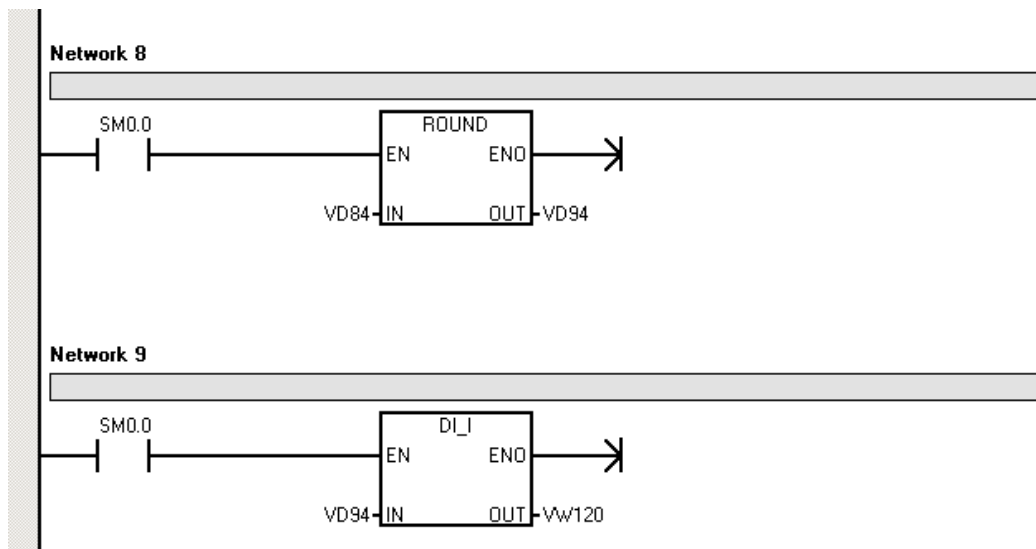 Network 8
SM0.0
ROUND
EN ENO
VD84 IN OUT VD94
Network 9
SM0.0
DI_I
EN ENO
VD94 IN OUT VW120